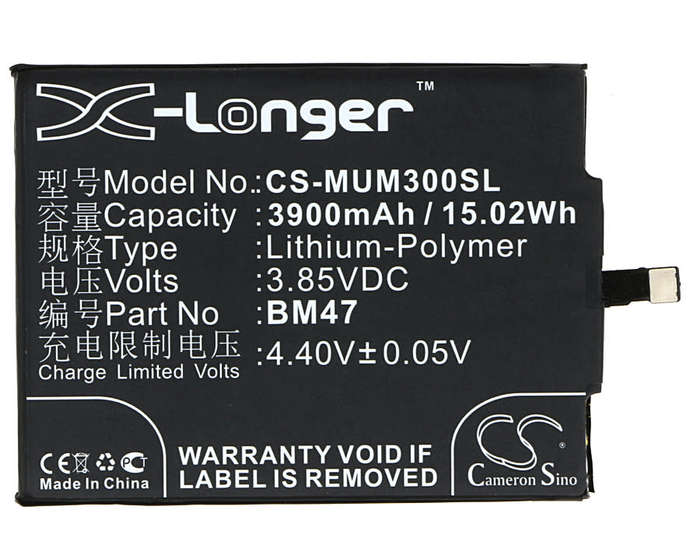 X-Longer™
型号Model No.:CS-MUM300SL
容量Capacity :3900mAh / 15.02Wh
规格Type :Lithium-Polymer
电压Volts :3.85VDC
编号Part No :BM47
充电限制电压 :4.40V±0.05V
Charge Limited Volts
WARRANTY VOID IF
LABEL IS REMOVED
CE PCT
Made In China
CS
Cameron Sino